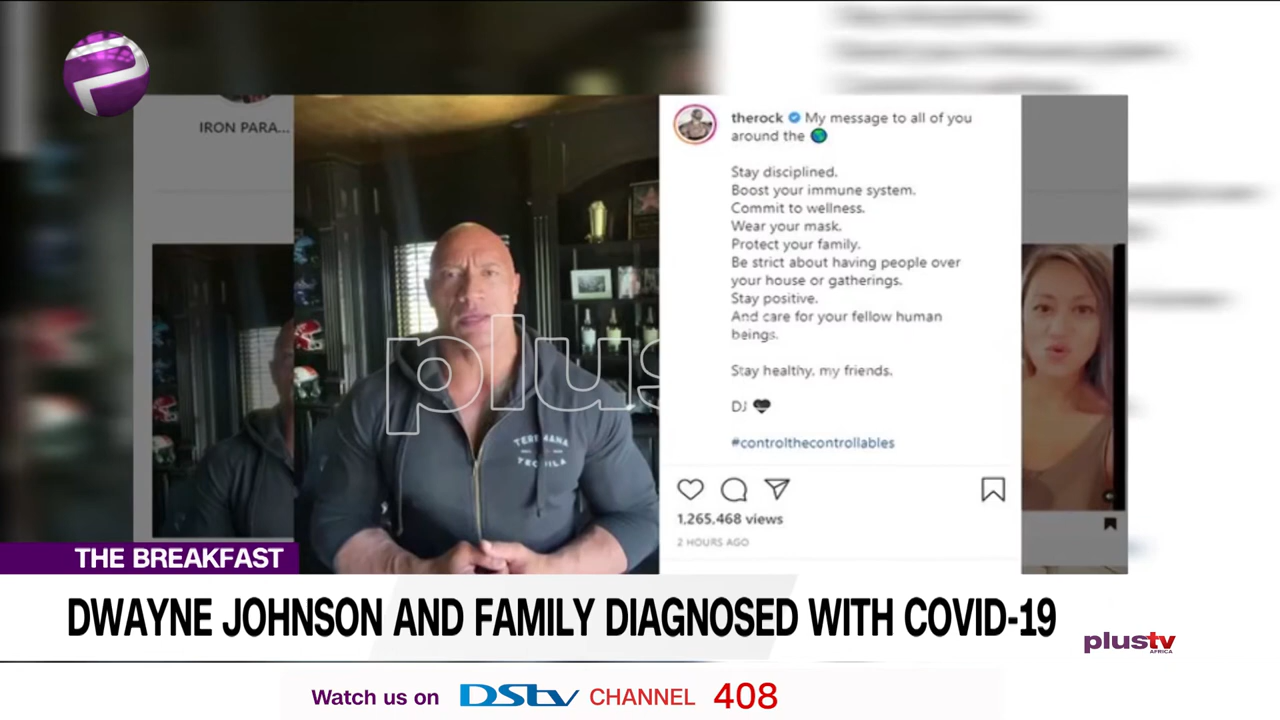 IRON PARA...
therock My message to all of you
around the
Stay disciplined.
Boost your immune system.
Commit to wellness.
Wear your mask.
Protect your family.
Be strict about having people over
your house or gatherings.
Stay positive.
And care for your fellow human
beings.
Stay healthy, my friends.
DJ
#controlthecontrollables
1,265,468 views
2 HOURS AGO
TEREMANA
TEQUILA
plus
THE BREAKFAST
DWAYNE JOHNSON AND FAMILY DIAGNOSED WITH COVID-19
plustv
AFRICA
Watch us on DStv CHANNEL 408